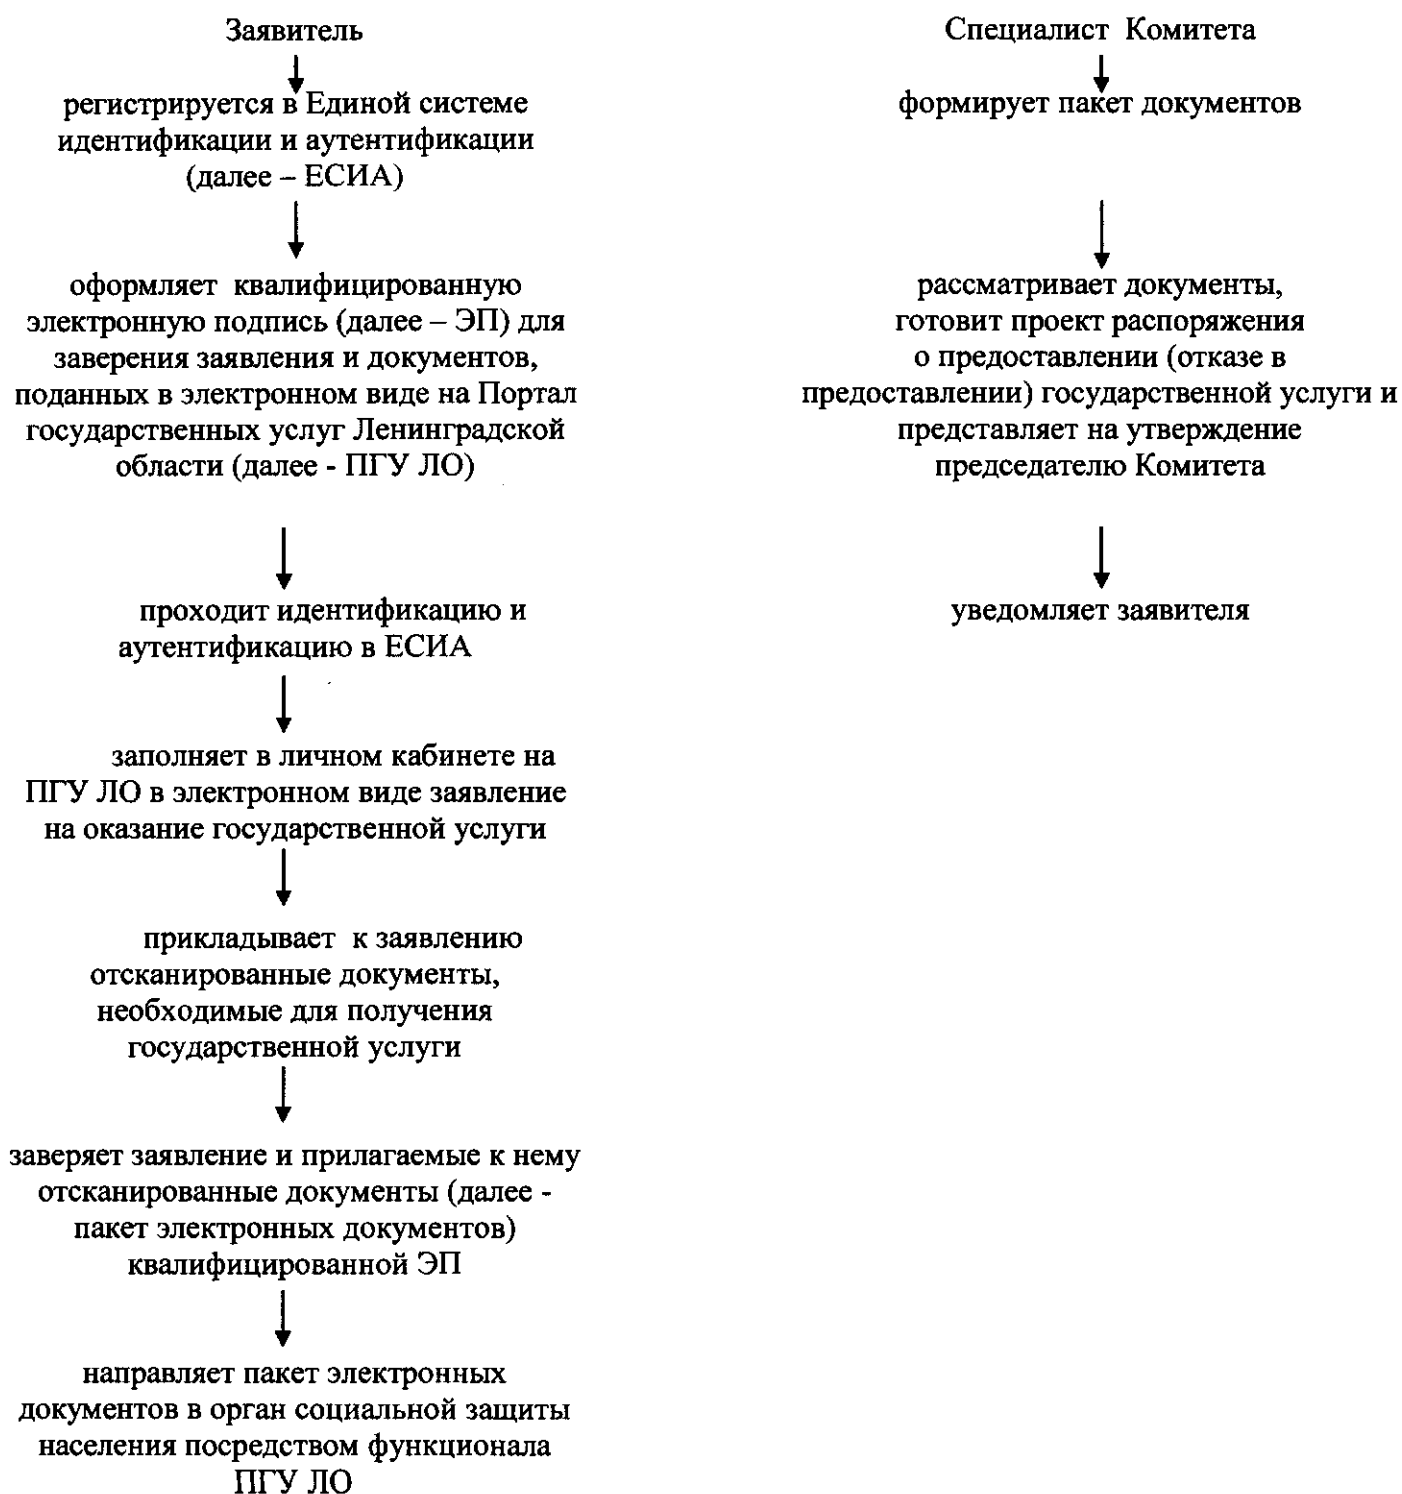 Заявитель
регистрируется в Единой системе
идентификации и аутентификации
(далее – ЕСИА)
оформляет квалифицированную
электронную подпись (далее – ЭП) для
заверения заявления и документов,
поданных в электронном виде на Портал
государственных услуг Ленинградской
области (далее - ПГУ ЛО)
проходит идентификацию и
аутентификацию в ЕСИА
заполняет в личном кабинете на
ПГУ ЛО в электронном виде заявление
на оказание государственной услуги
прикладывает к заявлению
отсканированные документы,
необходимые для получения
государственной услуги
заверяет заявление и прилагаемые к нему
отсканированные документы (далее -
пакет электронных документов)
квалифицированной ЭП
направляет пакет электронных
документов в орган социальной защиты
населения посредством функционала
ПГУ ЛО
Специалист Комитета
формирует пакет документов
рассматривает документы,
готовит проект распоряжения
о предоставлении (отказе в
предоставлении) государственной услуги и
представляет на утверждение
председателю Комитета
уведомляет заявителя